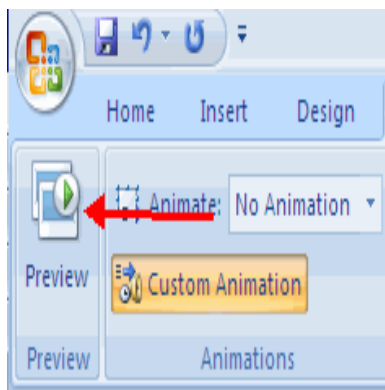 Home Insert Design
Animate: No Animation
Preview
Custom Animation
Preview Animations